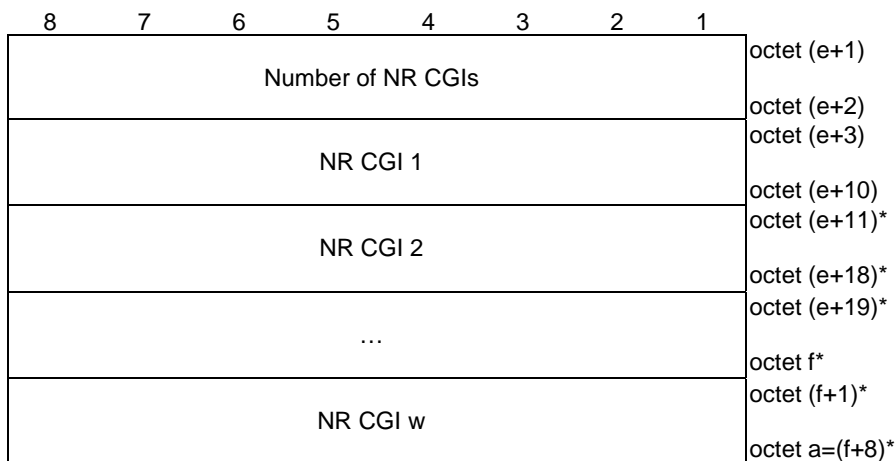 8 7 6 5 4 3 2 1
octet (e+1)
Number of NR CGIs
octet (e+2)
octet (e+3)
NR CGI 1
octet (e+10)
octet (e+11)*
NR CGI 2
octet (e+18)*
octet (e+19)*
…
octet f*
octet (f+1)*
NR CGI w
octet a=(f+8)*